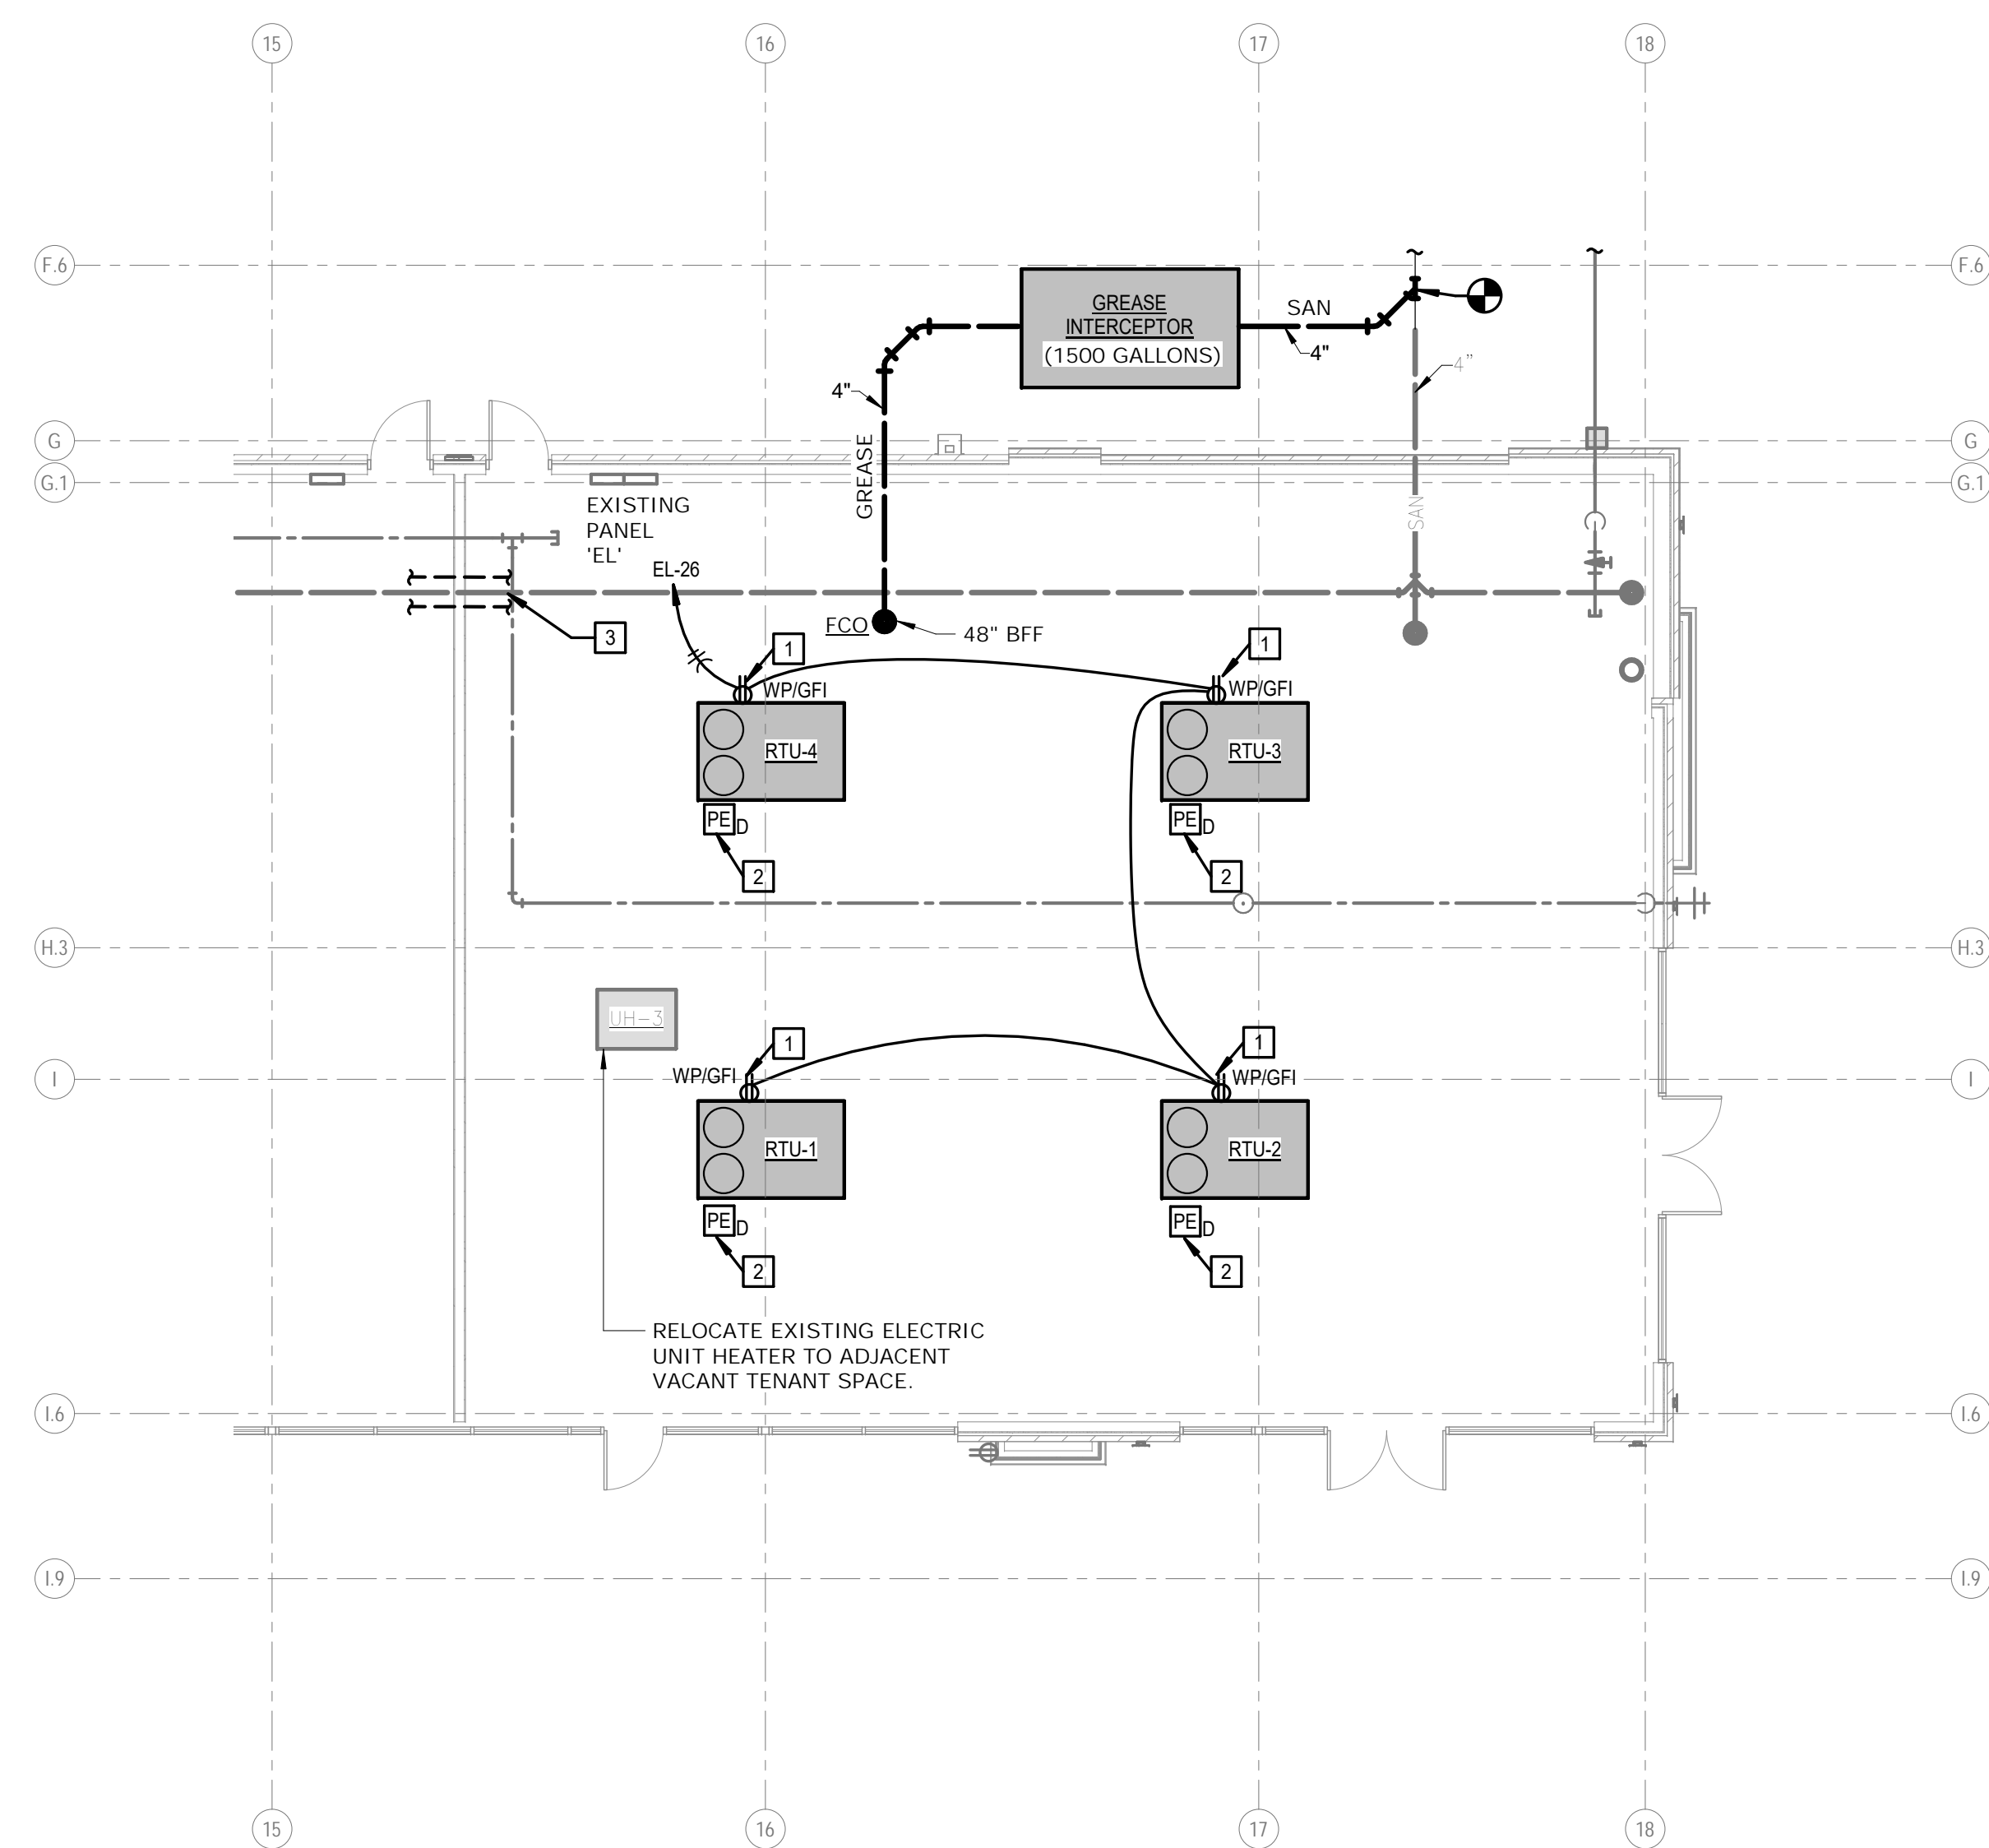 15
16
17
18
F.6
F.6
GREASE
INTERCEPTOR
(1500 GALLONS)
SAN
4"
4"
4"
G
G
GREASE
G.1
G.1
EXISTING
PANEL
'EL'
SAN
EL-26
FCO
48" BFF
3
1
1
WP/GFI
WP/GFI
RTU-4
RTU-3
PE D
PE D
2
2
H.3
H.3
UH-3
1
1
WP/GFI
WP/GFI
I
I
RTU-1
RTU-2
PE D
PE D
2
2
RELOCATE EXISTING ELECTRIC
UNIT HEATER TO ADJACENT
VACANT TENANT SPACE.
I.6
I.6
I.9
I.9
15
16
17
18